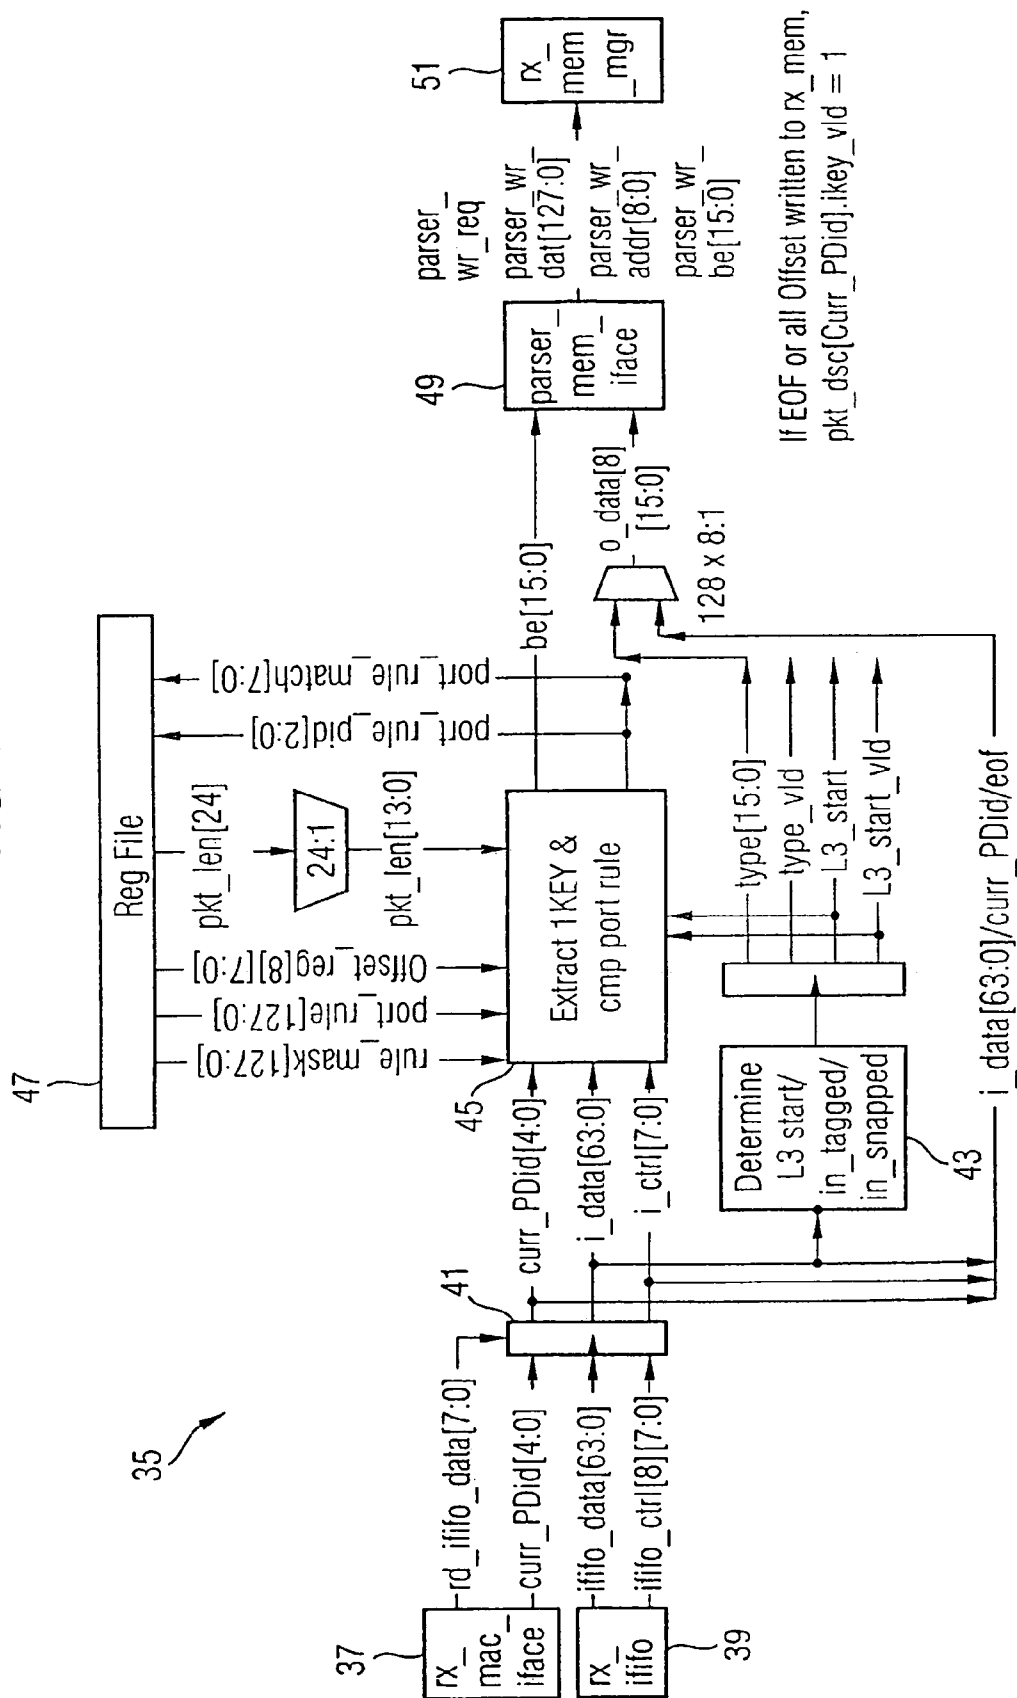 35
47
Reg File
rule_mask[127:0]
port_rule[127:0]
Offset_reg[8][7:0]
pkt_len[24]
24:1
pkt_len[13:0]
port_rule_pid[2:0]
port_rule_match[7:0]
37
rx_
mac_
iface
rd_ififo_data[7:0]
curr_PDid[4:0]
39
rx_
ififo
ififo_data[63:0]
ififo_ctrl[8][7:0]
41
curr_PDid[4:0]
i_data[63:0]
i_ctrl[7:0]
45
Extract 1KEY &
cmp port rule
43
Determine
L3 start/
in_tagged/
in_snapped
type[15:0]
type_vld
L3_start
L3_start_vld
i_data[63:0]/curr_PDid/eof
be[15:0]
o_data[8]
[15:0]
128 x 8:1
49
parser_
mem_
iface
parser_
wr_req
parser_wr_
dat[127:0]
parser_wr_
addr[8:0]
parser_wr_
be[15:0]
51
rx_
mem
_mgr
If EOF or all Offset written to rx_mem,
pkt_dsc[Curr_PDid].ikey_vld = 1